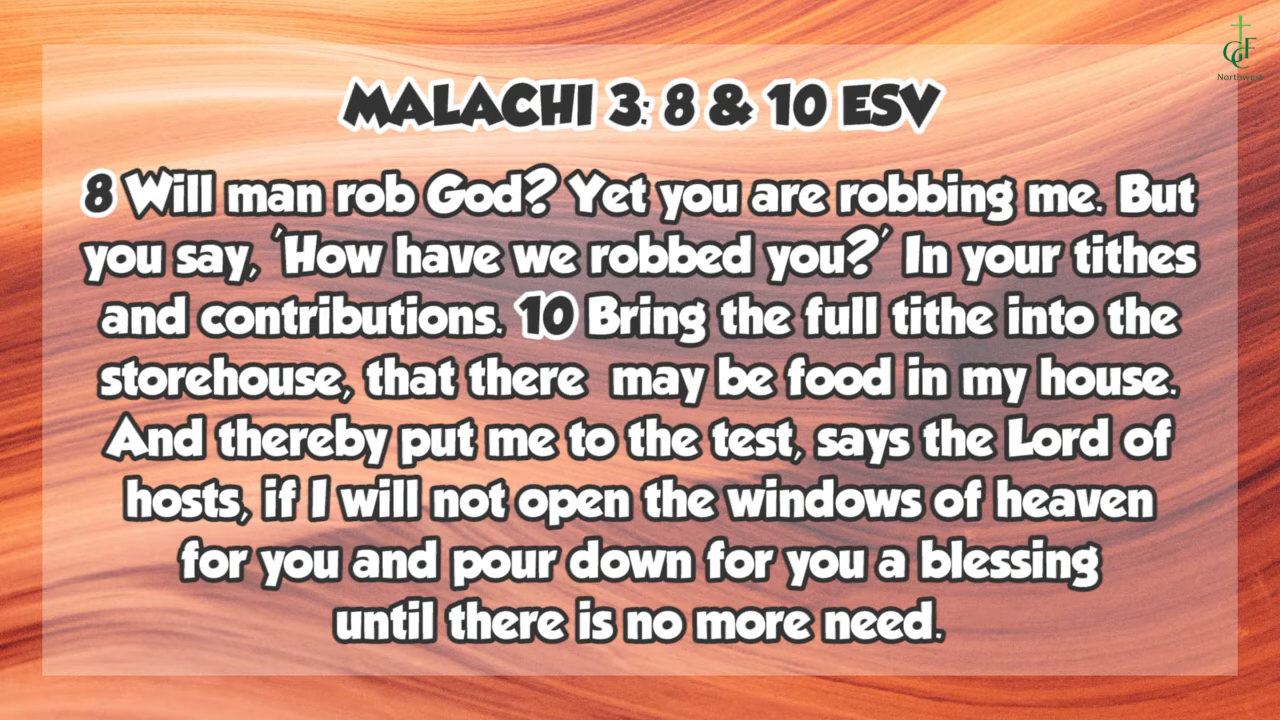 GCF
Northwest
MALACHI 3: 8 & 10 ESV
8 Will man rob God? Yet you are robbing me. But
you say, 'How have we robbed you?' In your tithes
and contributions. 10 Bring the full tithe into the
storehouse, that there  may be food in my house.
And thereby put me to the test, says the Lord of
hosts, if I will not open the windows of heaven
for you and pour down for you a blessing
until there is no more need.